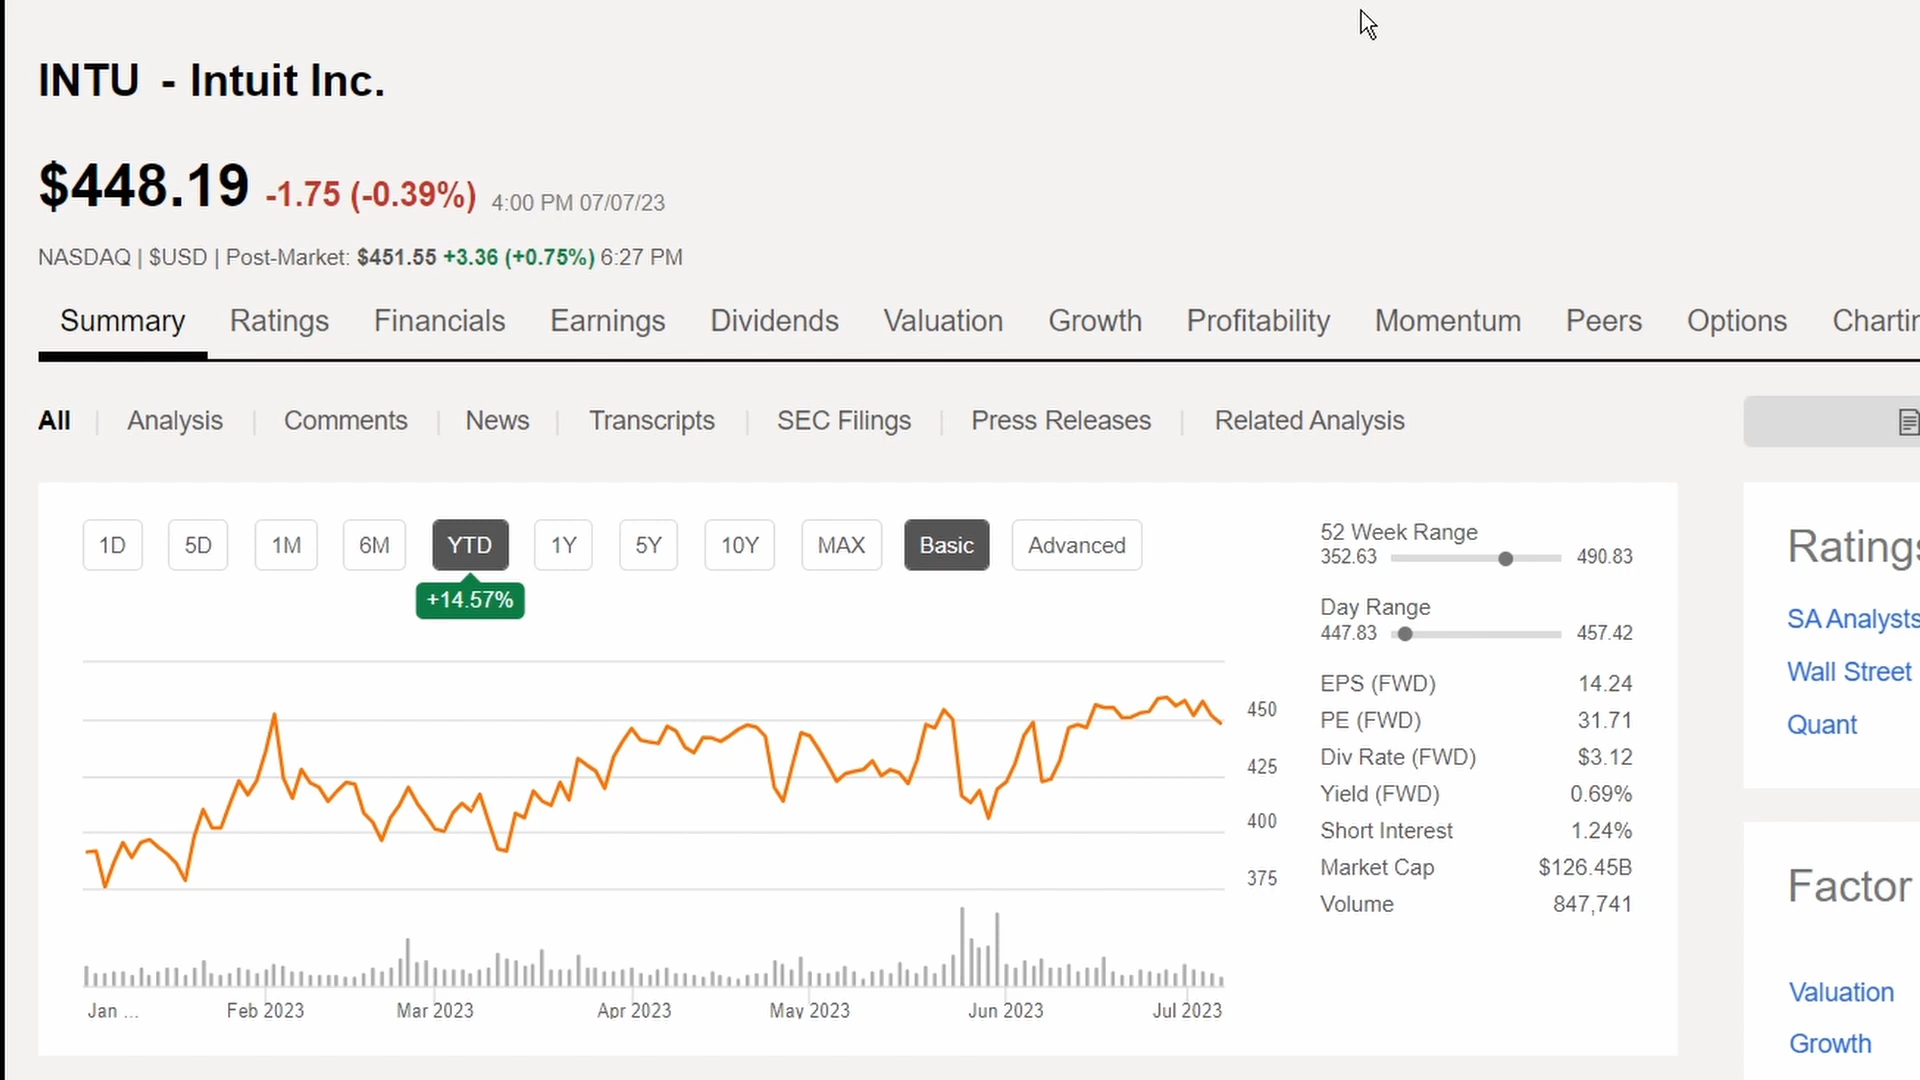 INTU - Intuit Inc.
$448.19 -1.75 (-0.39%) 4:00 PM 07/07/23
NASDAQ | $USD | Post-Market: $451.55 +3.36 (+0.75%) 6:27 PM
Summary Ratings Financials Earnings Dividends Valuation Growth Profitability Momentum Peers Options Chartin
All | Analysis | Comments | News | Transcripts | SEC Filings | Press Releases | Related Analysis
1D 5D 1M 6M YTD 1Y 5Y 10Y MAX Basic Advanced
+14.57%
450
425
400
375
Jan ... Feb 2023 Mar 2023 Apr 2023 May 2023 Jun 2023 Jul 2023
52 Week Range
352.63 490.83
Day Range
447.83 457.42
EPS (FWD) 14.24
PE (FWD) 31.71
Div Rate (FWD) $3.12
Yield (FWD) 0.69%
Short Interest 1.24%
Market Cap $126.45B
Volume 847,741
Ratings
SA Analysts
Wall Street
Quant
Factor
Valuation
Growth